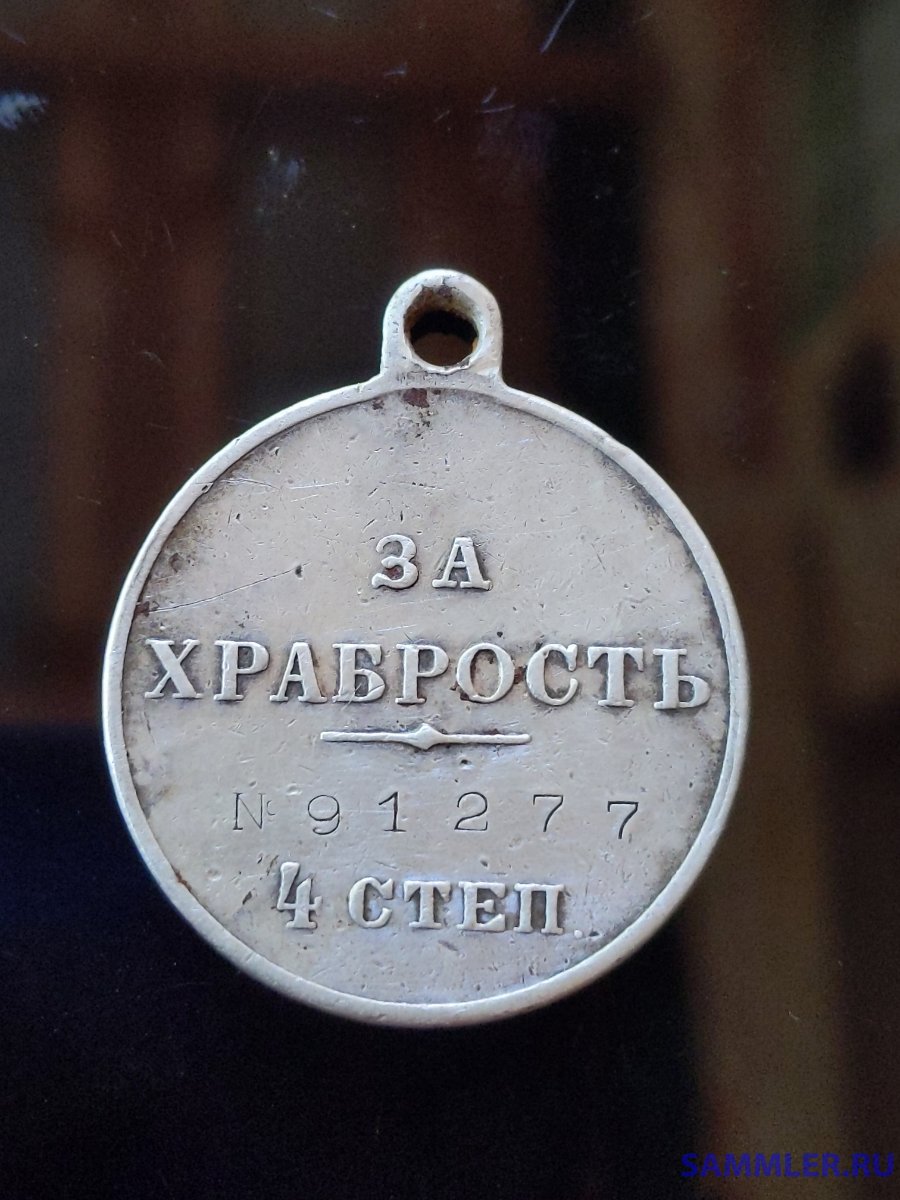 ЗА
ХРАБРОСТЬ
№ 91277
4 СТЕП.
SAMMLER.RU